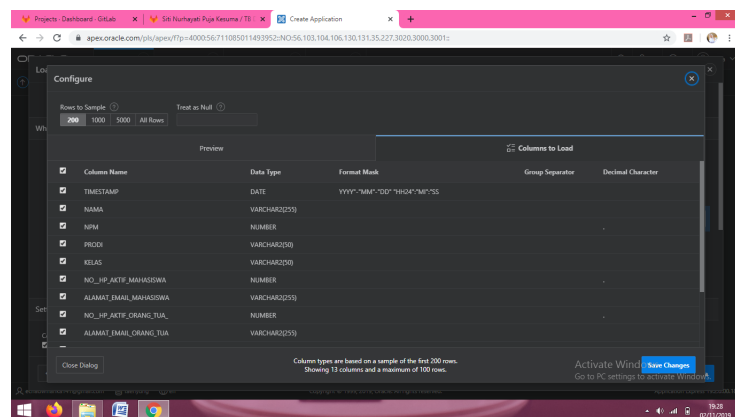 Projects · Dashboard · GitLab
Siti Nurhayati Puja Kesuma / TI
Create Application
apex.oracle.com/pls/apex/f?p=4000:56:711085011493952::NO:56,103,104,106,130,131,35,227,3020,3000,3001::
Configure
Rows to Sample
Treat as Null
200 1000 5000 All Rows
Preview
Columns to Load
Column Name Data Type Format Mask Group Separator Decimal Character
TIMESTAMP DATE YYYY"-"MM"-"DD" "HH24":"MI":"SS
NAMA VARCHAR2(255)
NPM NUMBER .
PRODI VARCHAR2(50)
KELAS VARCHAR2(50)
NO__HP_AKTIF_MAHASISWA NUMBER .
ALAMAT_EMAIL_MAHASISWA VARCHAR2(255)
NO__HP_AKTIF_ORANG_TUA_ NUMBER .
ALAMAT_EMAIL_ORANG_TUA VARCHAR2(255)
Close Dialog
Column types are based on a sample of the first 200 rows.
Showing 13 columns and a maximum of 100 rows.
Save Changes
Activate Windo
Go to PC settings to activate Windows.
19:28
02/11/2019